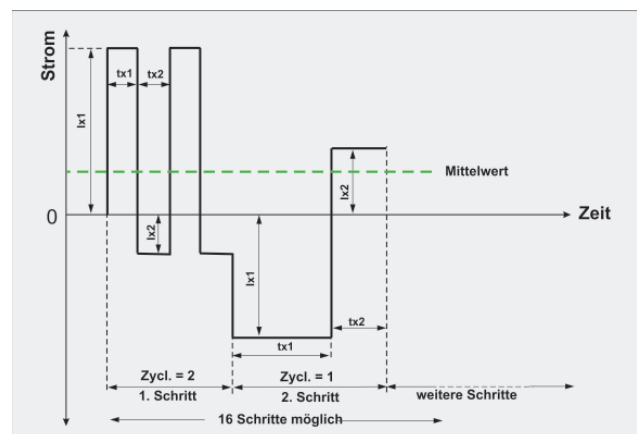 Strom
tx1
tx2
Ix1
Mittelwert
Ix2
0
Zeit
Ix2
Ix1
tx2
tx1
Zycl. = 2
Zycl. = 1
1. Schritt
2. Schritt
weitere Schritte
16 Schritte möglich